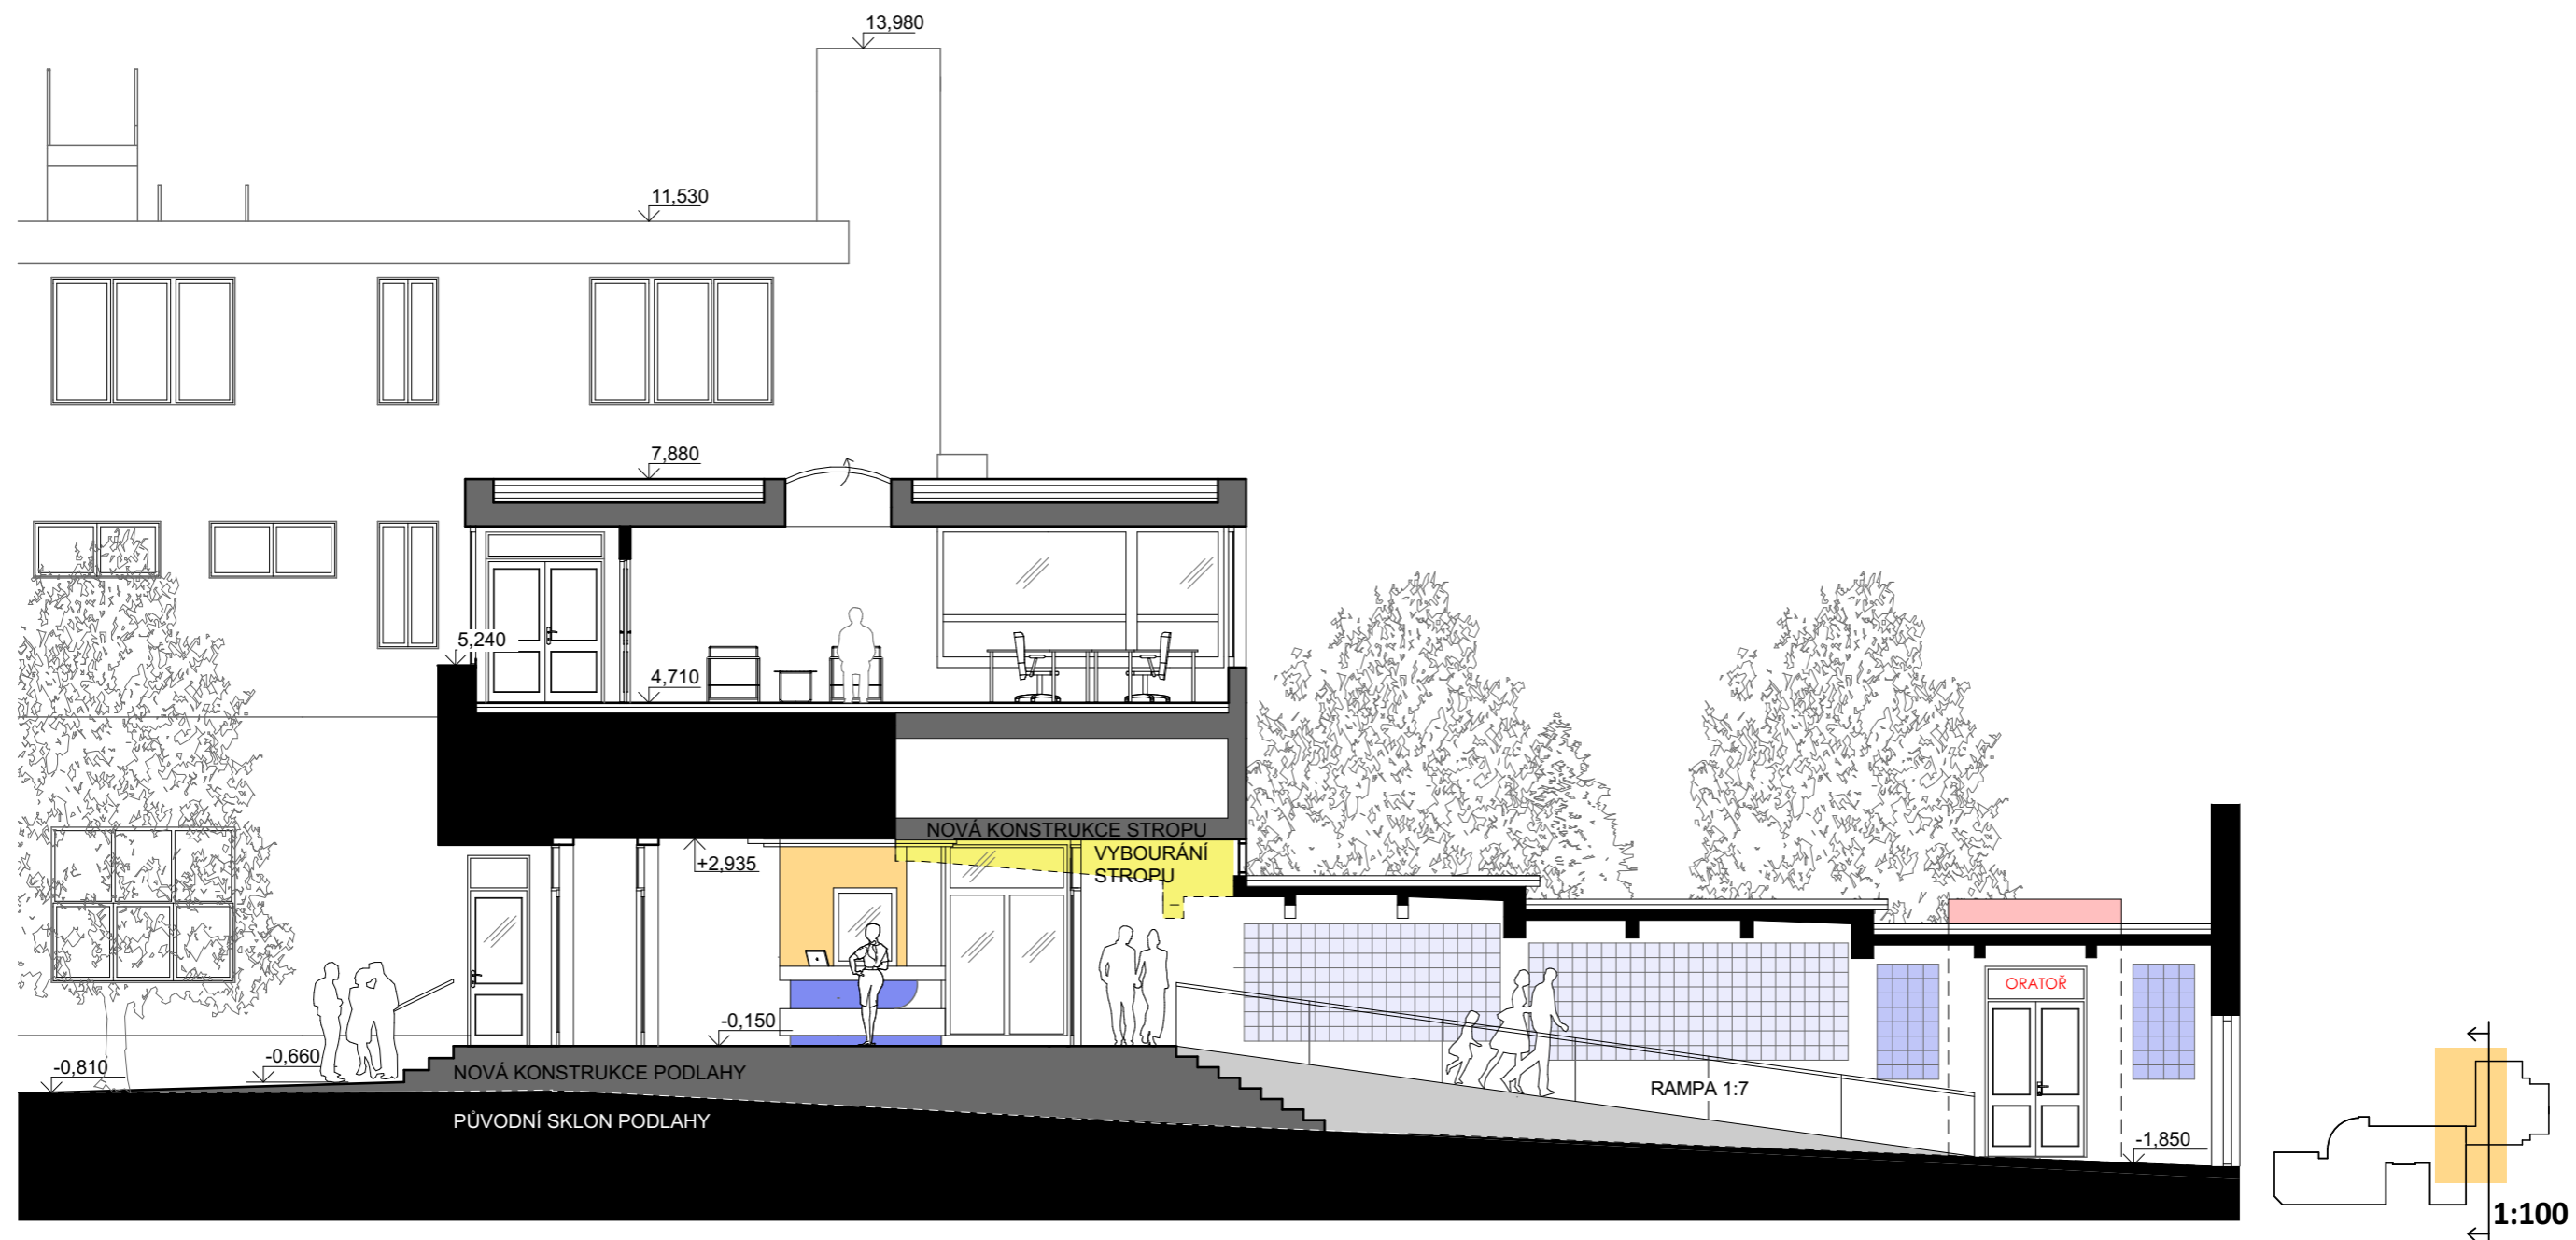 13,980
11,530
7,880
5,240
4,710
NOVÁ KONSTRUKCE STROPU
VYBOURÁNÍ
STROPU
+2,935
ORATOŘ
-0,150
-0,660
-0,810
NOVÁ KONSTRUKCE PODLAHY
RAMPA 1:7
PŮVODNÍ SKLON PODLAHY
-1,850
1:100